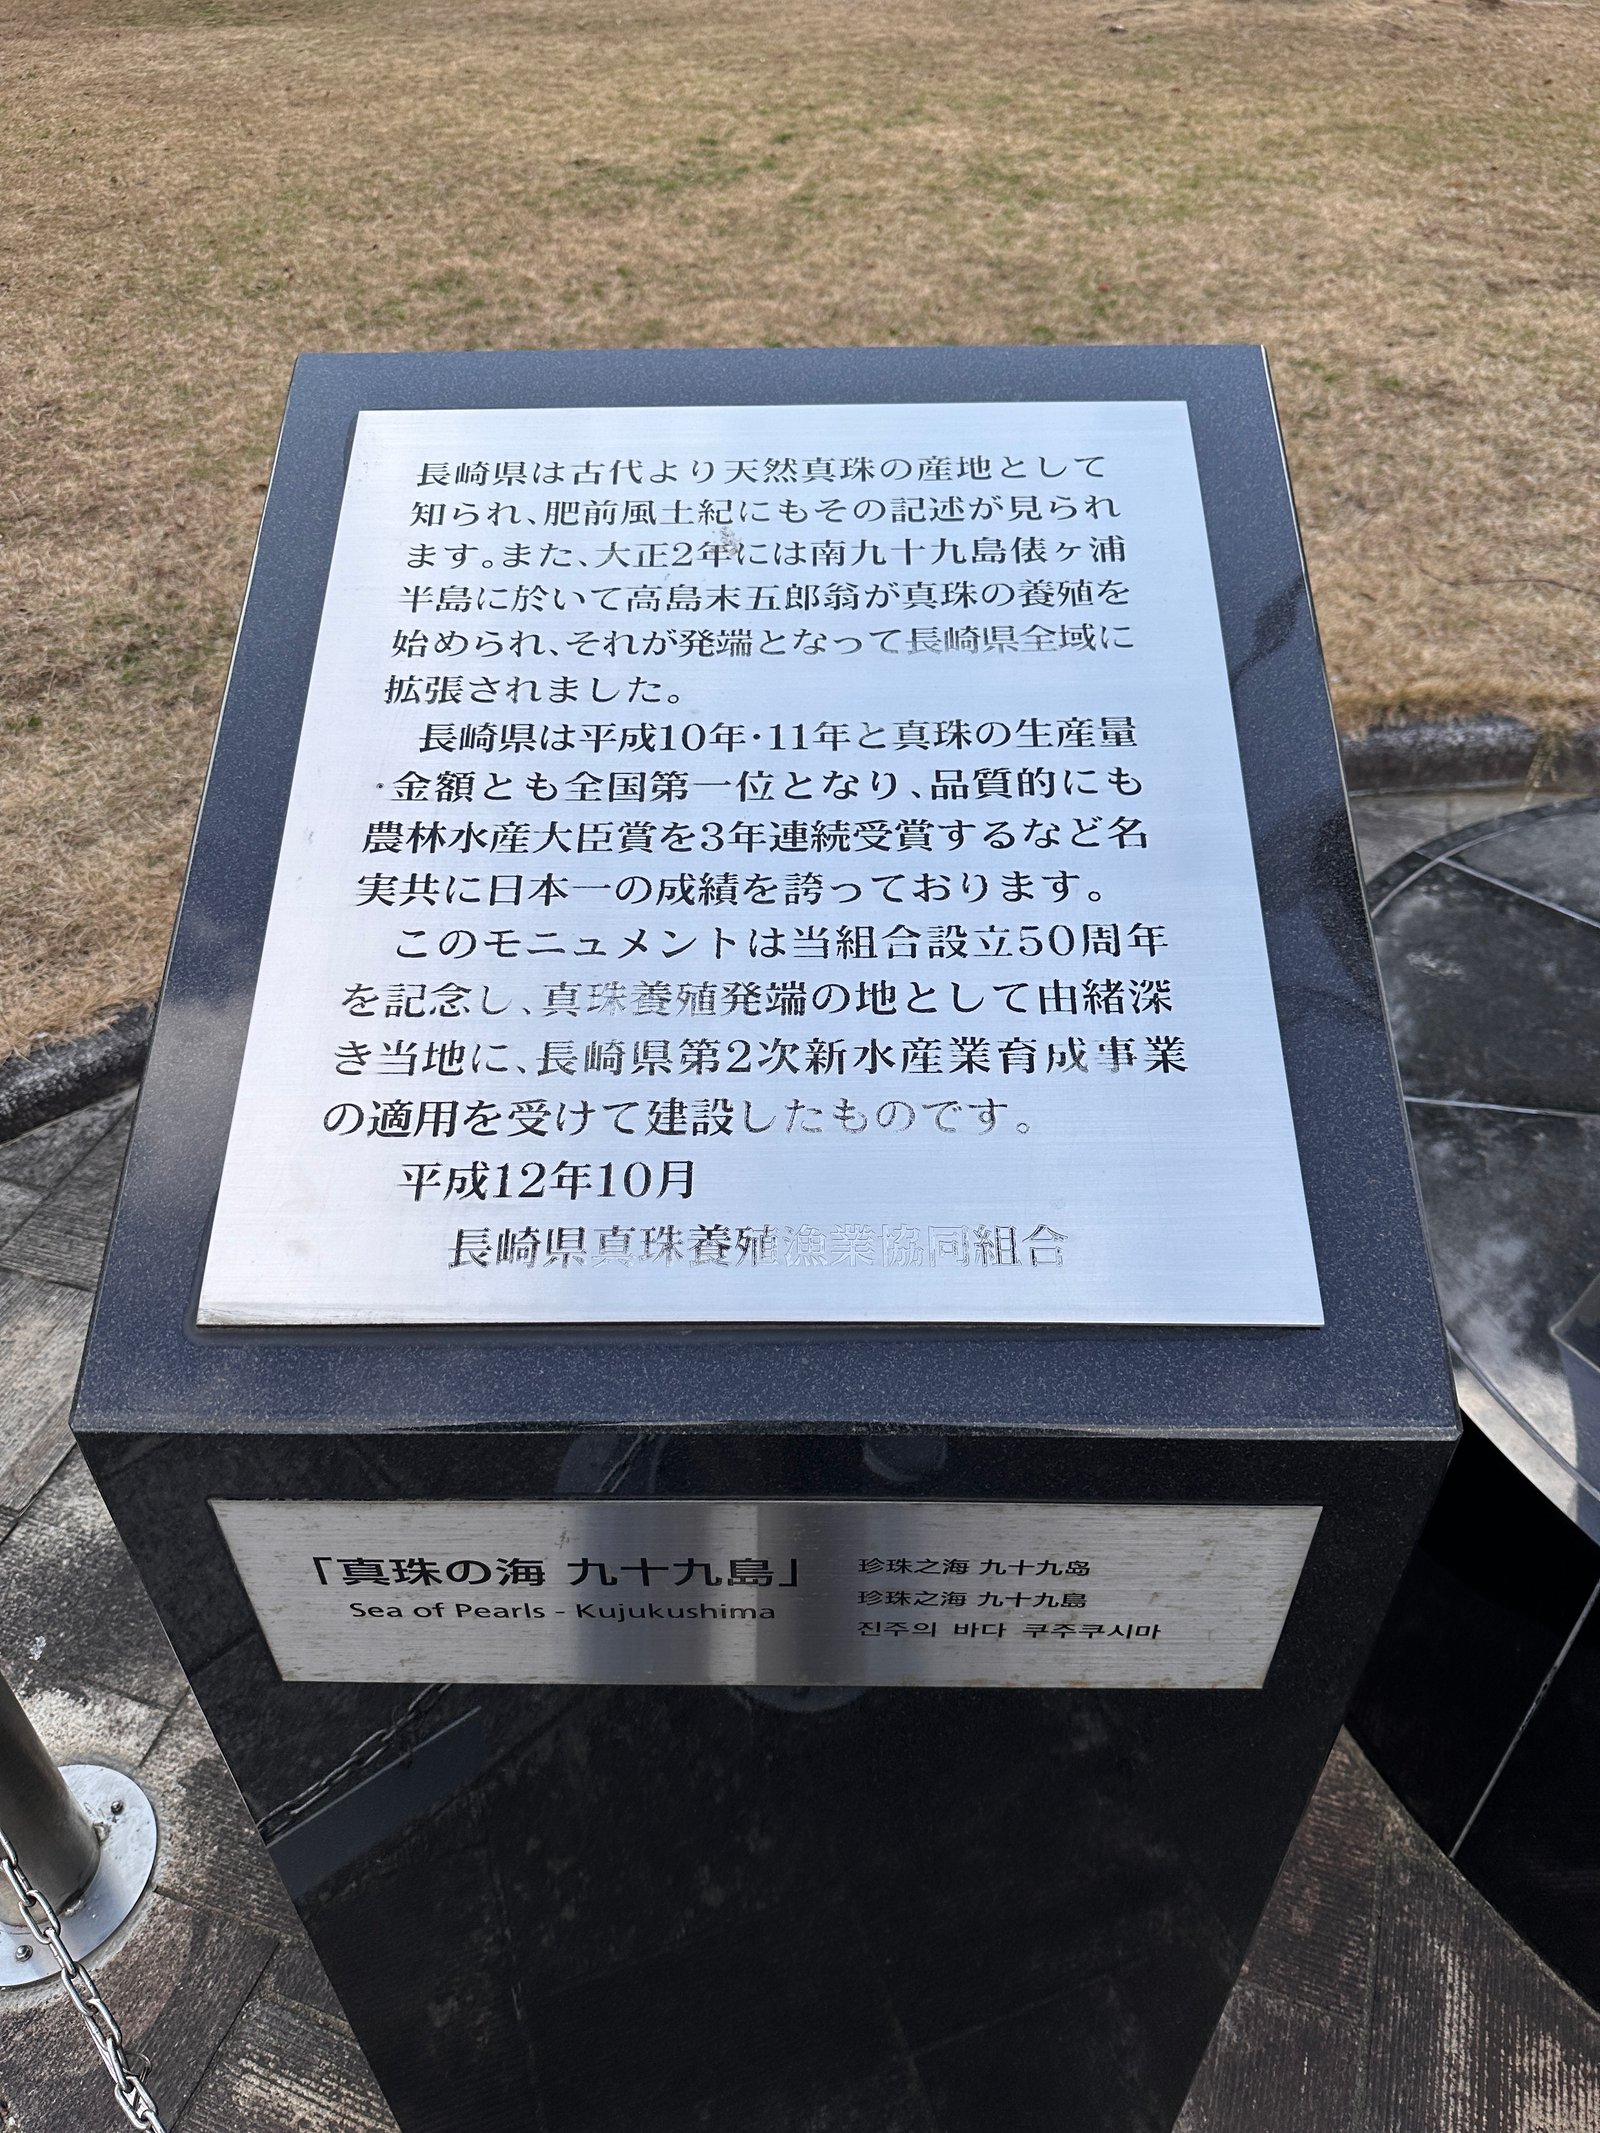 長崎県は古代より天然真珠の産地として
知られ、肥前風土紀にもその記述が見られ
ます。また、大正2年には南九十九島俵ヶ浦
半島に於いて高島末五郎翁が真珠の養殖を
始められ、それが発端となって長崎県全域に
拡張されました。
長崎県は平成10年・11年と真珠の生産量
・金額とも全国第一位となり、品質的にも
農林水産大臣賞を3年連続受賞するなど名
実共に日本一の成績を誇っております。
このモニュメントは当組合設立50周年
を記念し、真珠養殖発端の地として由緒深
き当地に、長崎県第2次新水産業育成事業
の適用を受けて建設したものです。
平成12年10月
長崎県真珠養殖漁業協同組合
「真珠の海 九十九島」
Sea of Pearls - Kujukushima
珍珠之海 九十九岛
珍珠之海 九十九島
진주의 바다 쿠주쿠시마